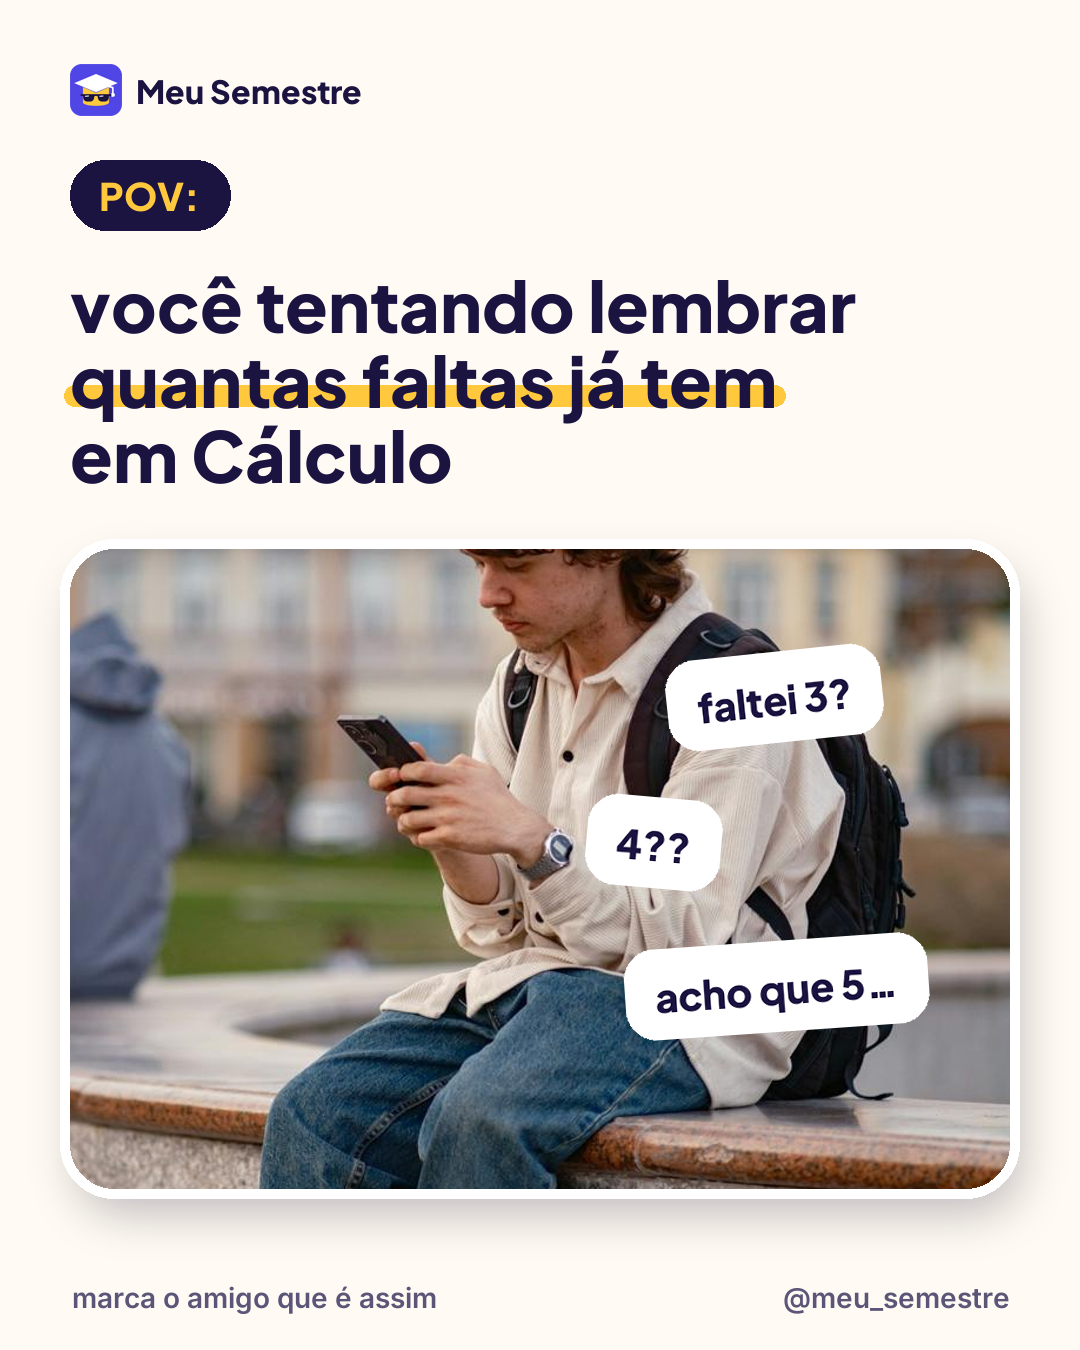 Meu Semestre
POV:
você tentando lembrar
quantas faltas já tem
em Cálculo
faltei 3?
4??
acho que 5...
marca o amigo que é assim
@meu_semestre